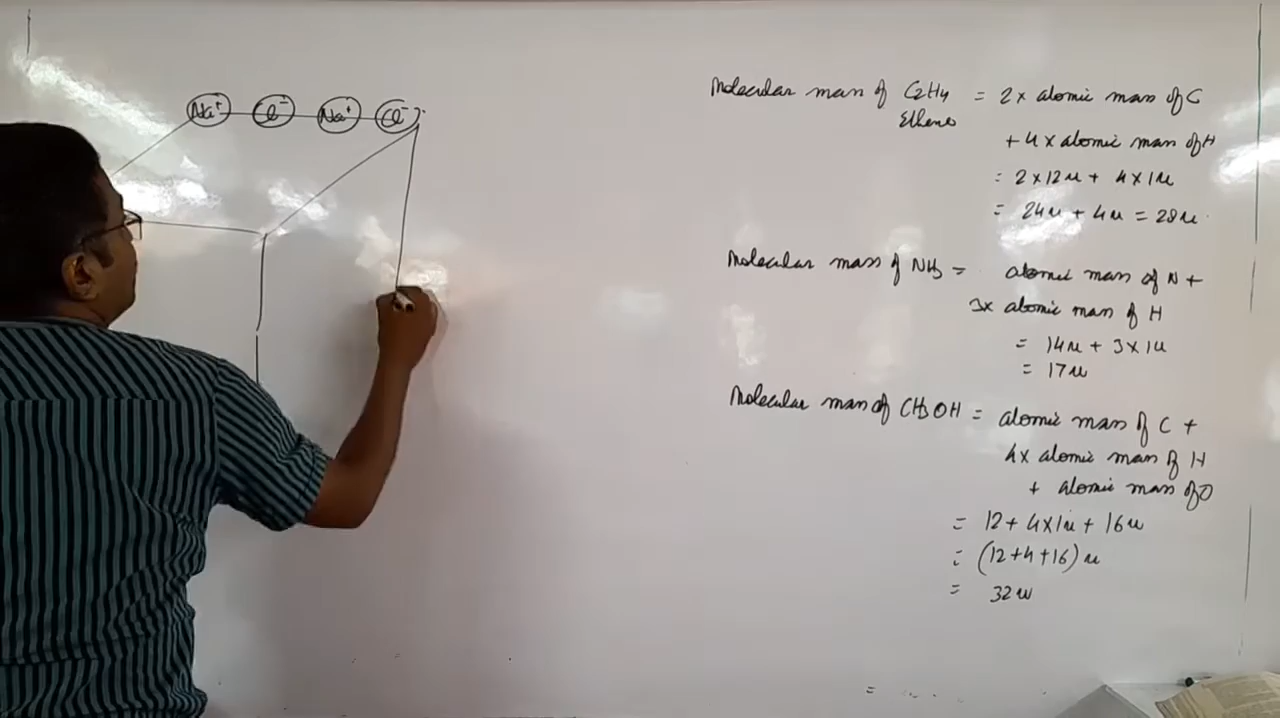 Na⁺ Cl⁻ Na⁺ Cl⁻
Molecular mass of C2H4 = 2 x atomic mass of C
Ethene
+ 4 x atomic mass of H
= 2 x 12u + 4 x 1u
= 24u + 4u = 28u.
Molecular mass of NH3 = atomic mass of N +
3x atomic mass of H
= 14u + 3 x 1u
= 17u
Molecular mass of CH3OH = atomic mass of C +
4x atomic mass of H
+ atomic mass of O
= 12 + 4x1u + 16u
= (12+4+16) u
= 32u
=